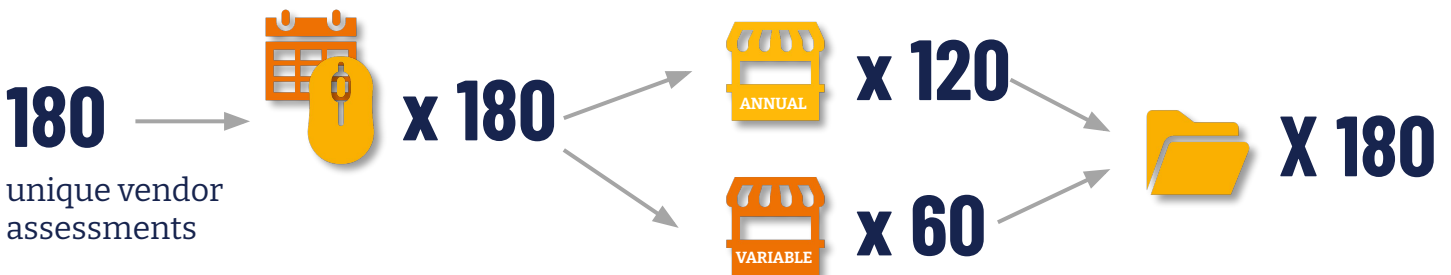 180
unique vendor
assessments
x 180
ANNUAL
x 120
VARIABLE
x 60
X 180